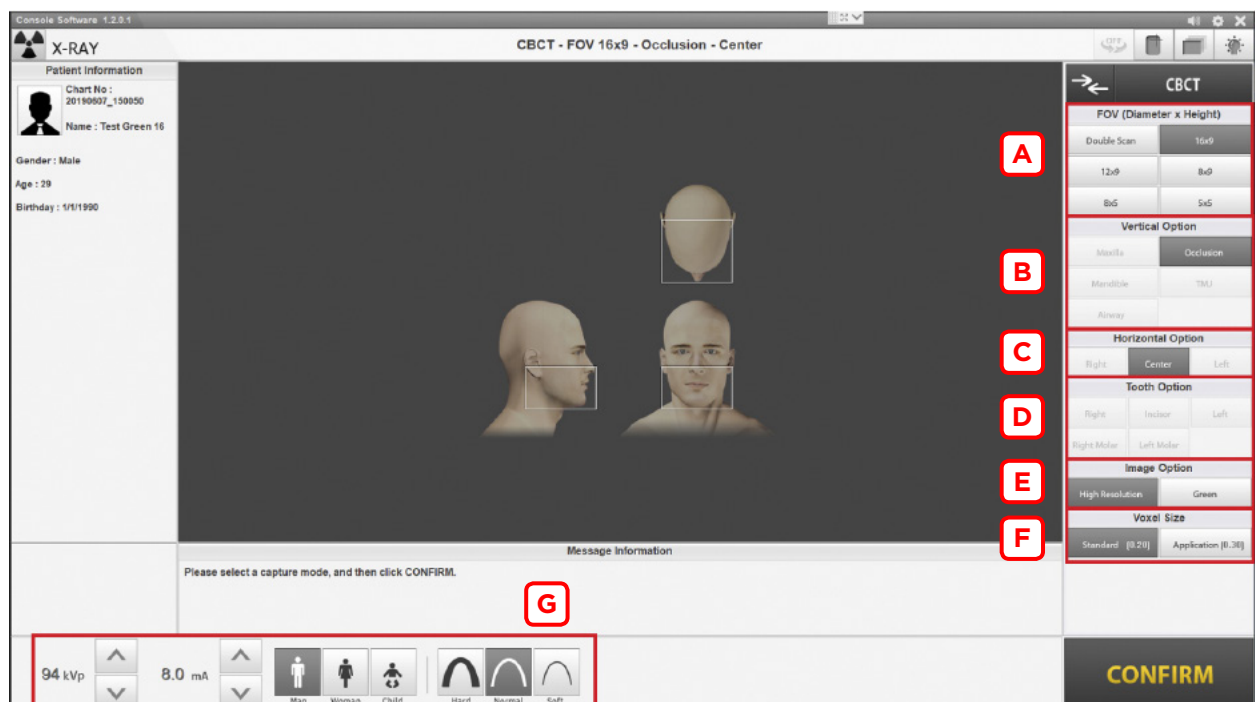 Console Software 1.2.0.1
X-RAY
CBCT - FOV 16x9 - Occlusion - Center
OFF
Patient Information
Chart No :
20190607_150850
Name : Test Green 16
Gender : Male
Age : 29
Birthday : 1/1/1990
CBCT
A
FOV (Diameter x Height)
Double Scan 16x9
12x9 8x9
8x5 5x5
B
Vertical Option
Maxilla Occlusion
Mandible TMJ
Airway
C
Horizontal Option
Right Center Left
D
Tooth Option
Right Incisor Left
Right Molar Left Molar
E
Image Option
High Resolution Green
F
Voxel Size
Standard [0.20] Application [0.30]
Message Information
Please select a capture mode, and then click CONFIRM.
G
94 kVp 8.0 mA
Man Woman Child Hard Normal Soft
CONFIRM